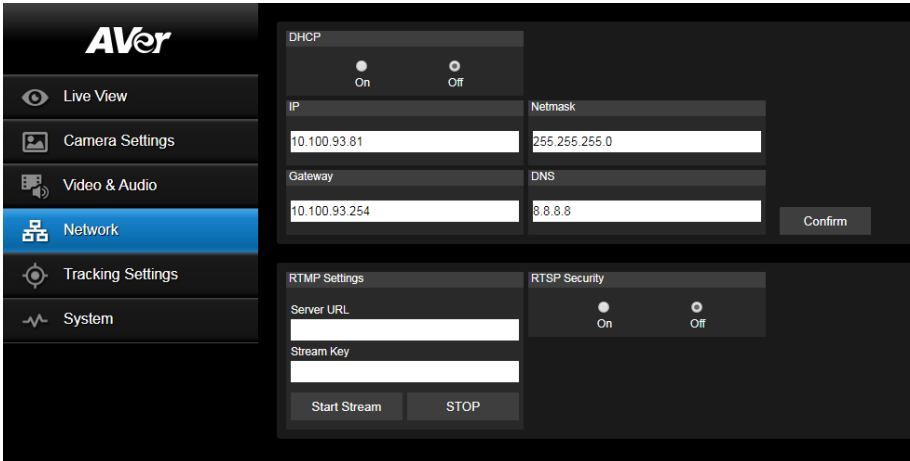 AVer
Live View
Camera Settings
Video & Audio
Network
Tracking Settings
System
DHCP
On Off
IP Netmask
10.100.93.81 255.255.255.0
Gateway DNS
10.100.93.254 8.8.8.8
Confirm
RTMP Settings RTSP Security
Server URL
On Off
Stream Key
Start Stream STOP